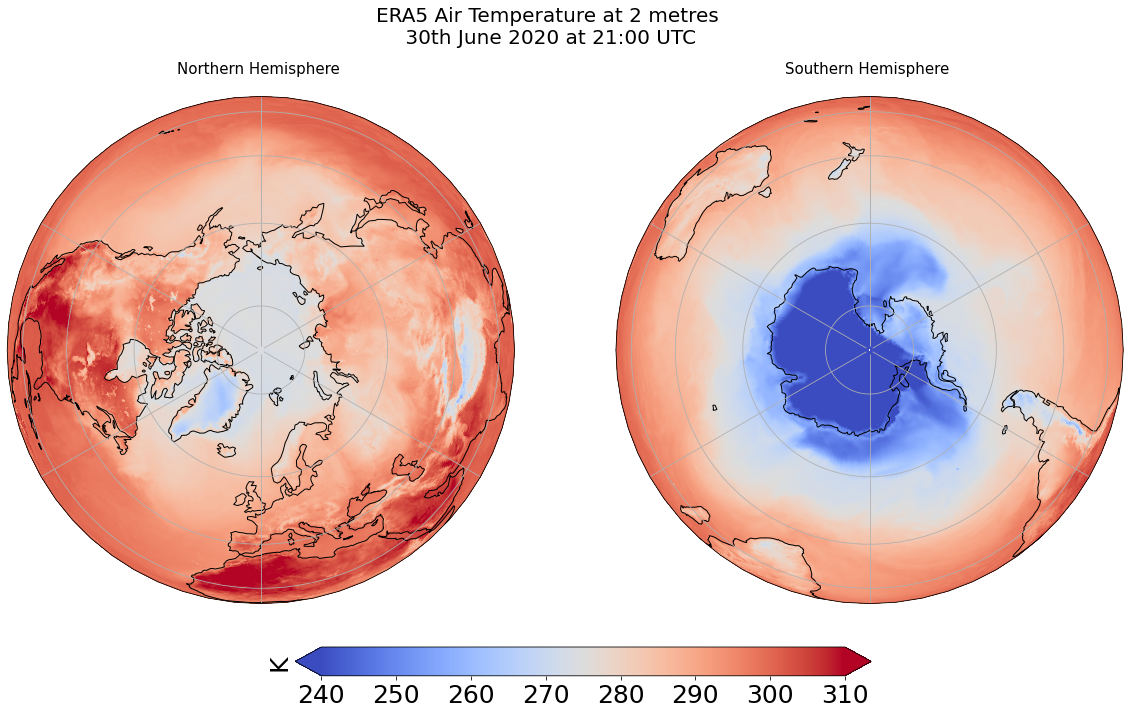 ERA5 Air Temperature at 2 metres
30th June 2020 at 21:00 UTC
Northern Hemisphere
Southern Hemisphere
K
240 250 260 270 280 290 300 310